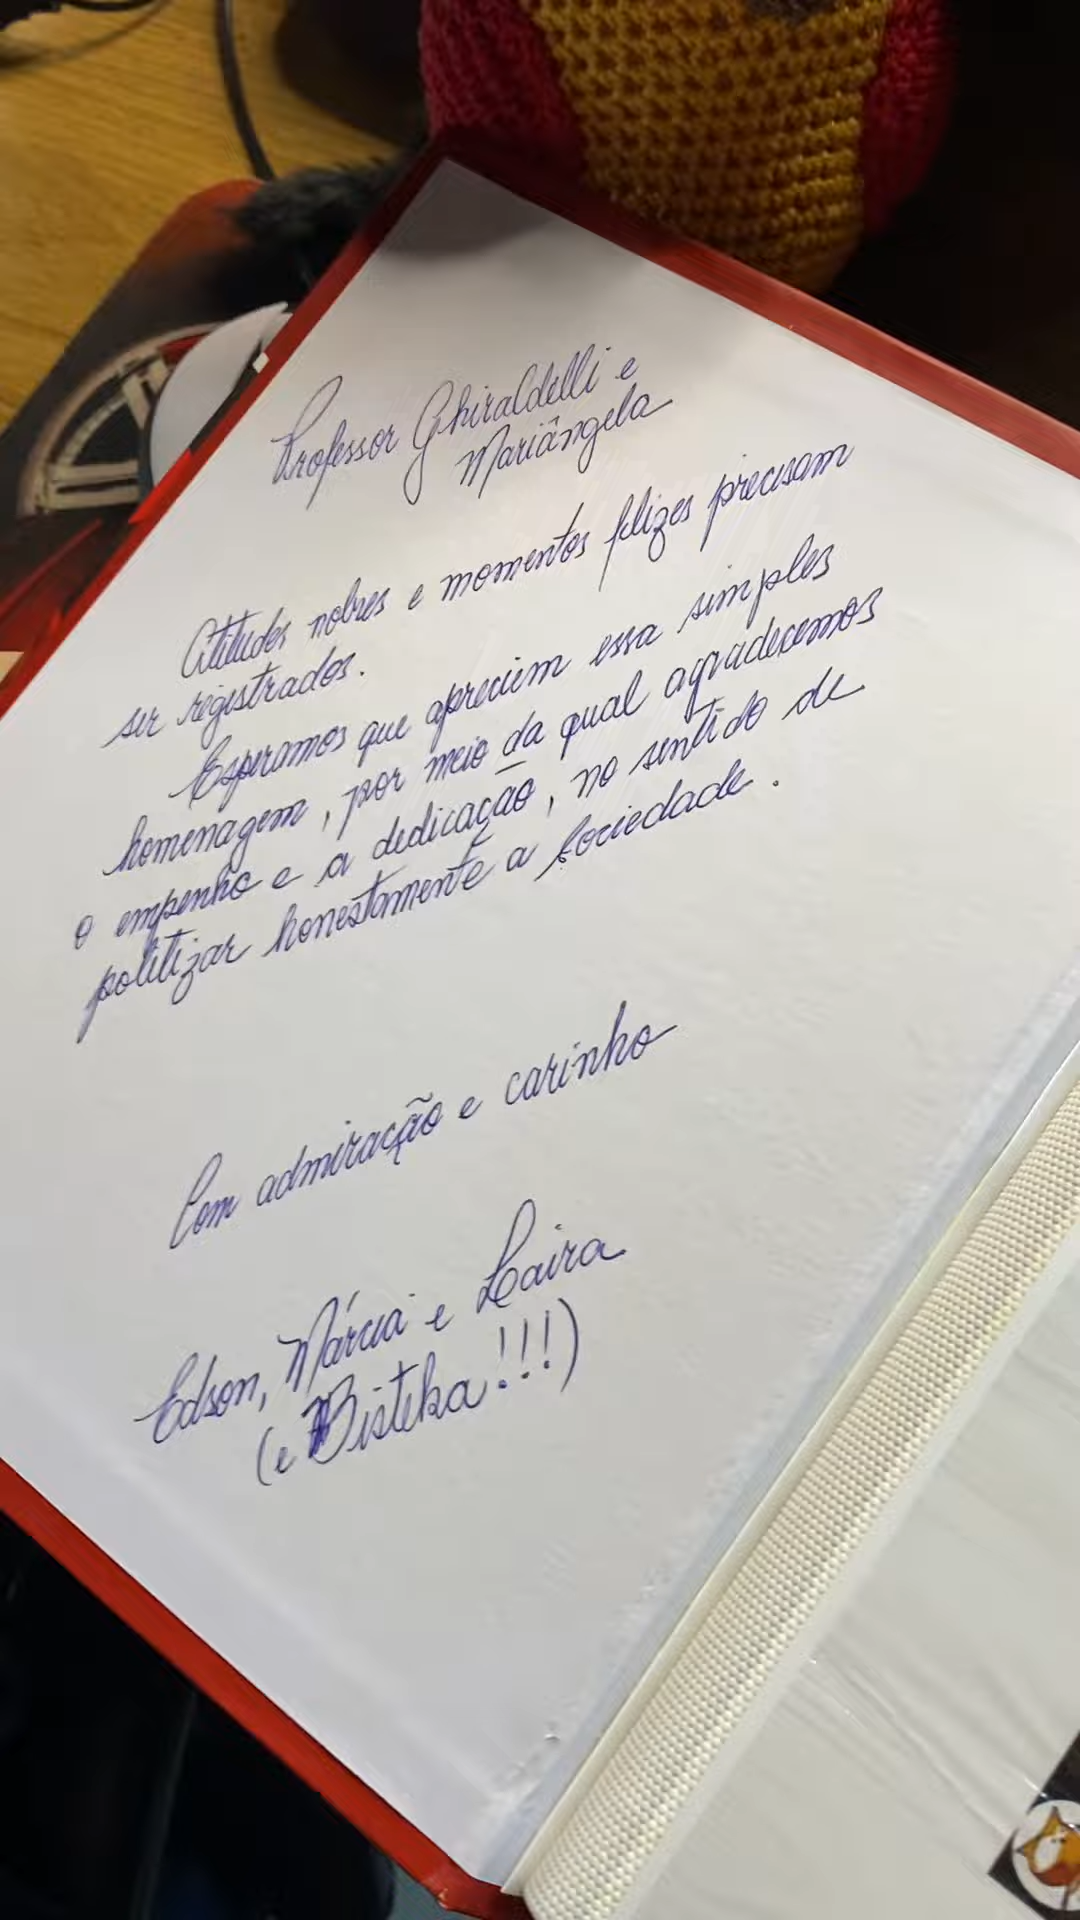 Professor Ghiraldelli e
Mariângela
Atitudes nobres e momentos felizes precisam
ser registrados.
Esperamos que apreciem essa simples
homenagem, por meio da qual agradecemos
o empenho e a dedicação, no sentido de
politizar honestamente a sociedade.
Com admiração e carinho
Edson, Márcia e Laira
(e Bisteka!!!)